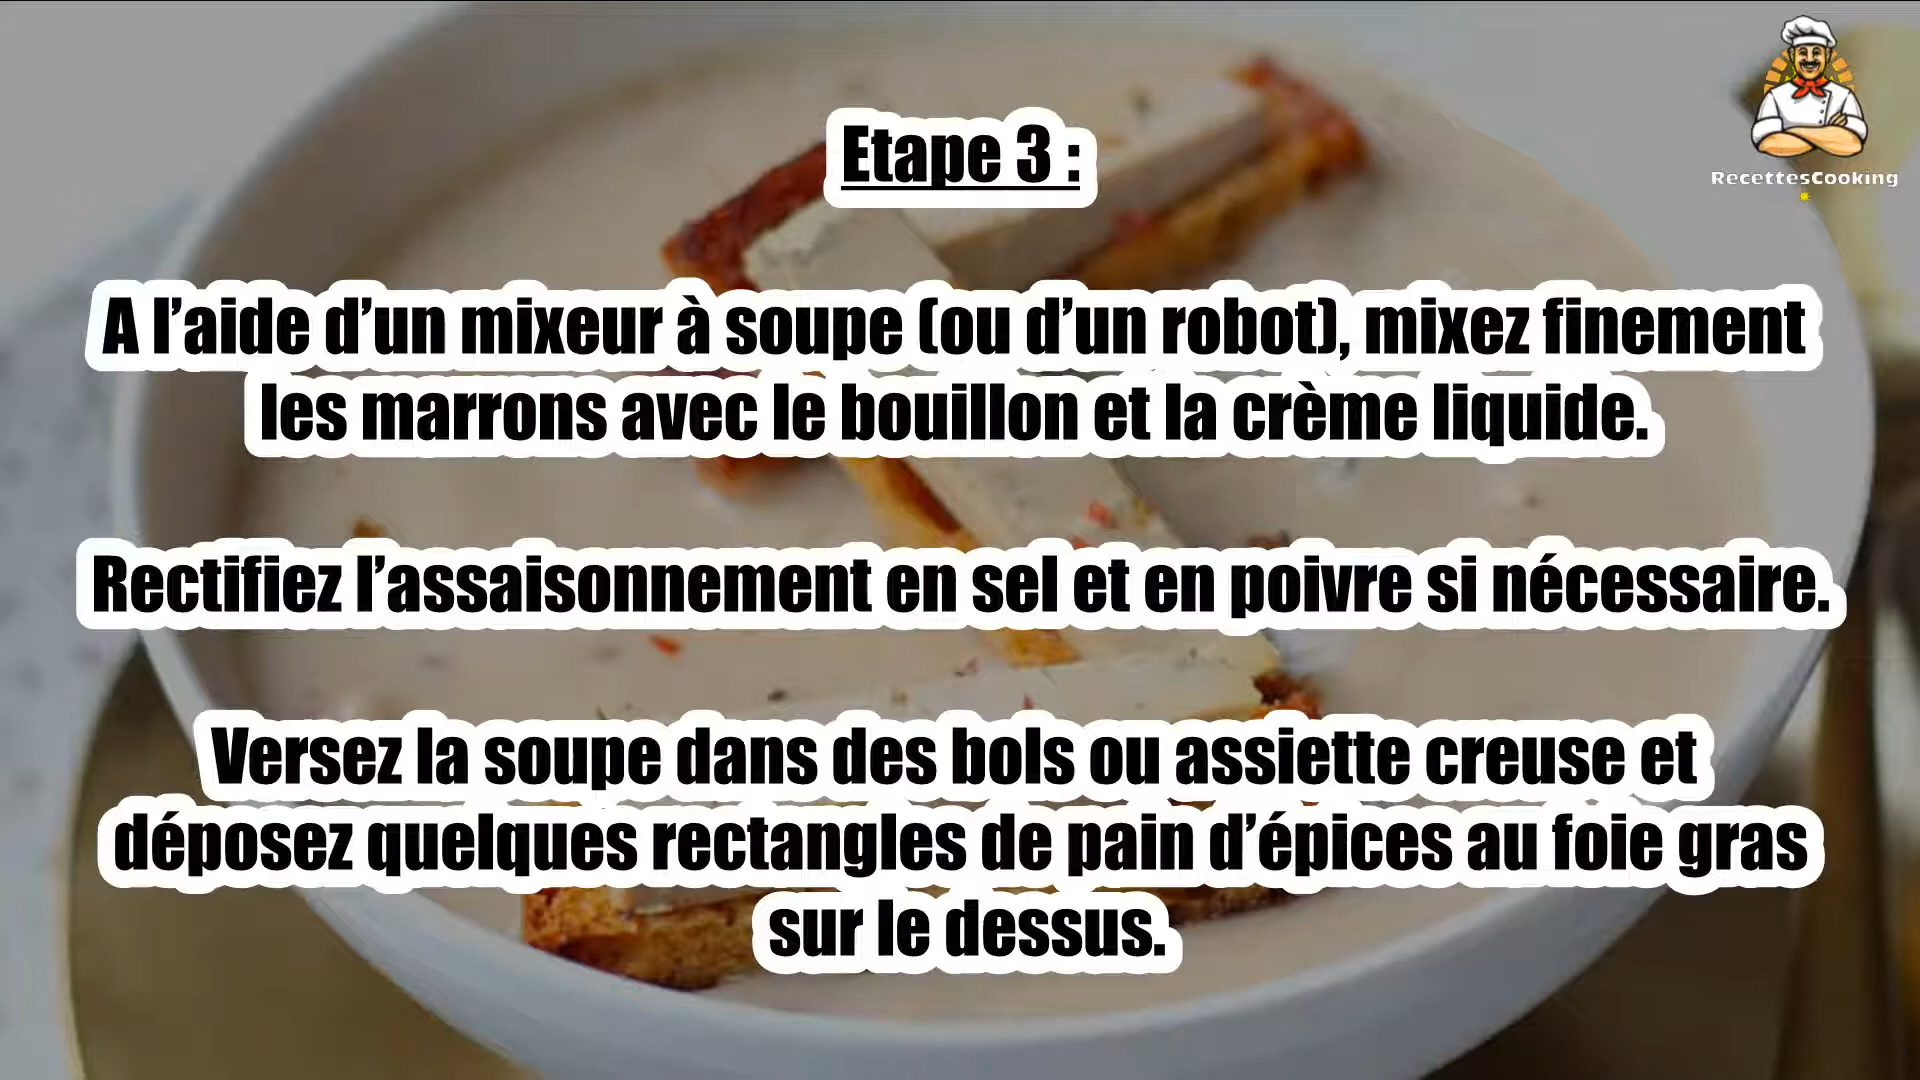 RecettesCooking
Etape 3 :
A l’aide d’un mixeur à soupe (ou d’un robot), mixez finement
les marrons avec le bouillon et la crème liquide.
Rectifiez l’assaisonnement en sel et en poivre si nécessaire.
Versez la soupe dans des bols ou assiette creuse et
déposez quelques rectangles de pain d’épices au foie gras
sur le dessus.